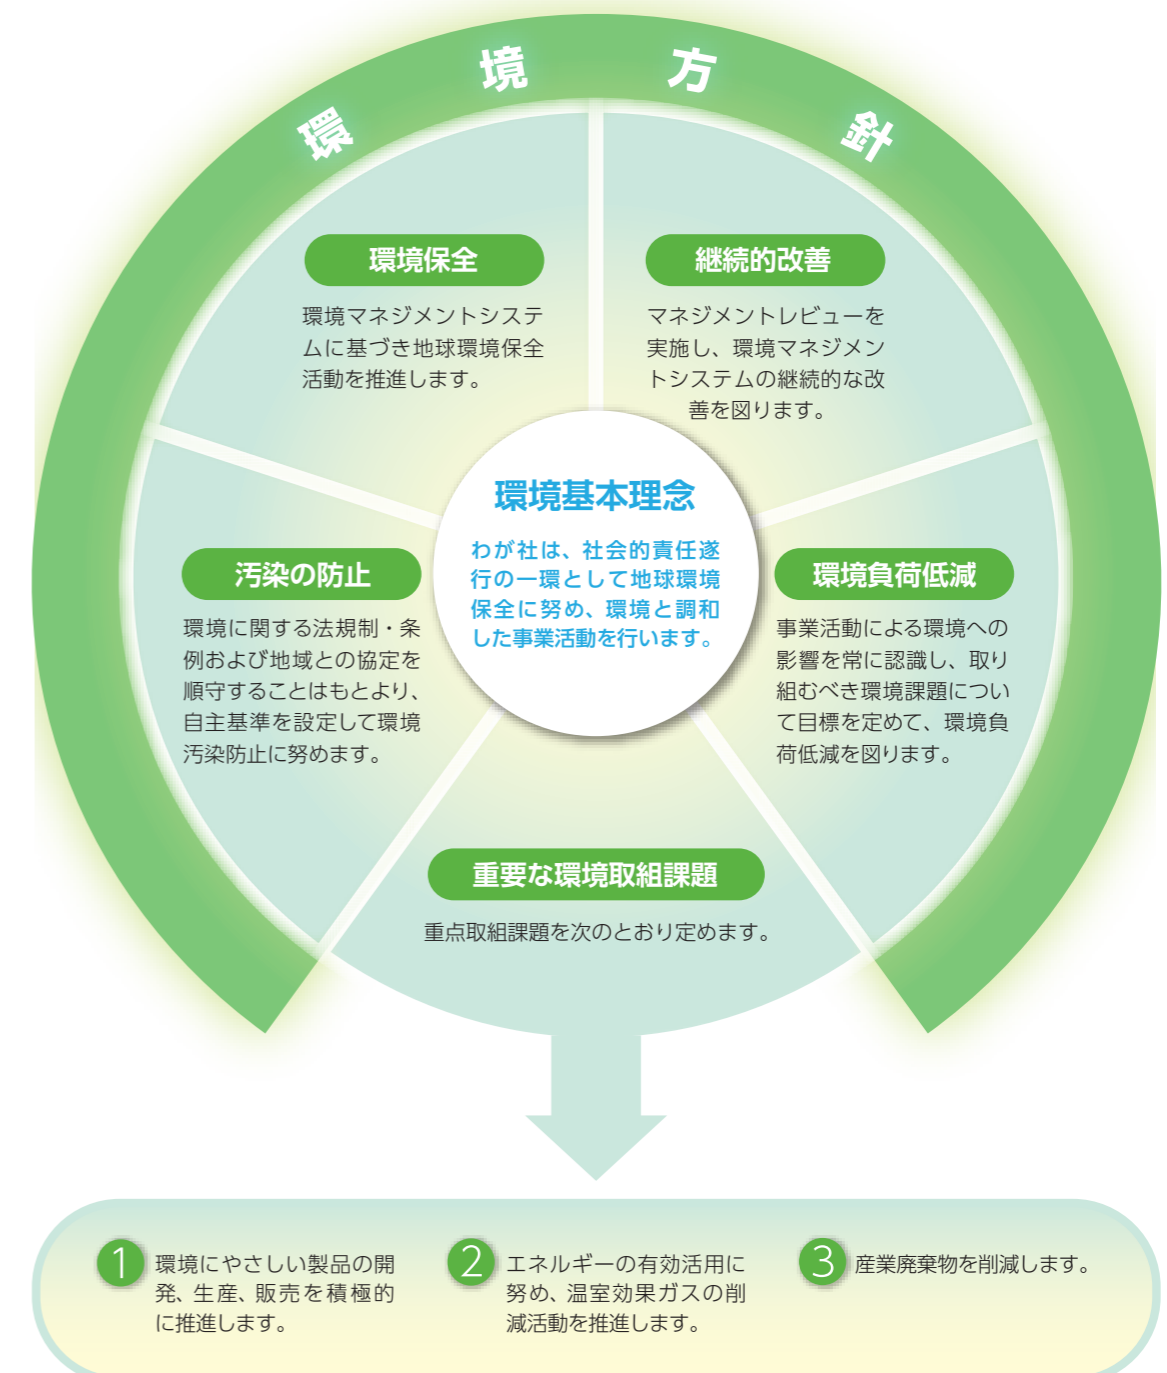 環境方針
環境保全
環境マネジメントシステ
ムに基づき地球環境保全
活動を推進します。
継続的改善
マネジメントレビューを
実施し、環境マネジメン
トシステムの継続的な改
善を図ります。
環境基本理念
わが社は、社会的責任遂
行の一環として地球環境
保全に努め、環境と調和
した事業活動を行います。
汚染の防止
環境に関する法規制・条
例および地域との協定を
順守することはもとより、
自主基準を設定して環境
汚染防止に努めます。
環境負荷低減
事業活動による環境への
影響を常に認識し、取り
組むべき環境課題につい
て目標を定めて、環境負
荷低減を図ります。
重要な環境取組課題
重点取組課題を次のとおり定めます。
1
環境にやさしい製品の開
発、生産、販売を積極的
に推進します。
2
エネルギーの有効活用に
努め、温室効果ガスの削
減活動を推進します。
3
産業廃棄物を削減します。